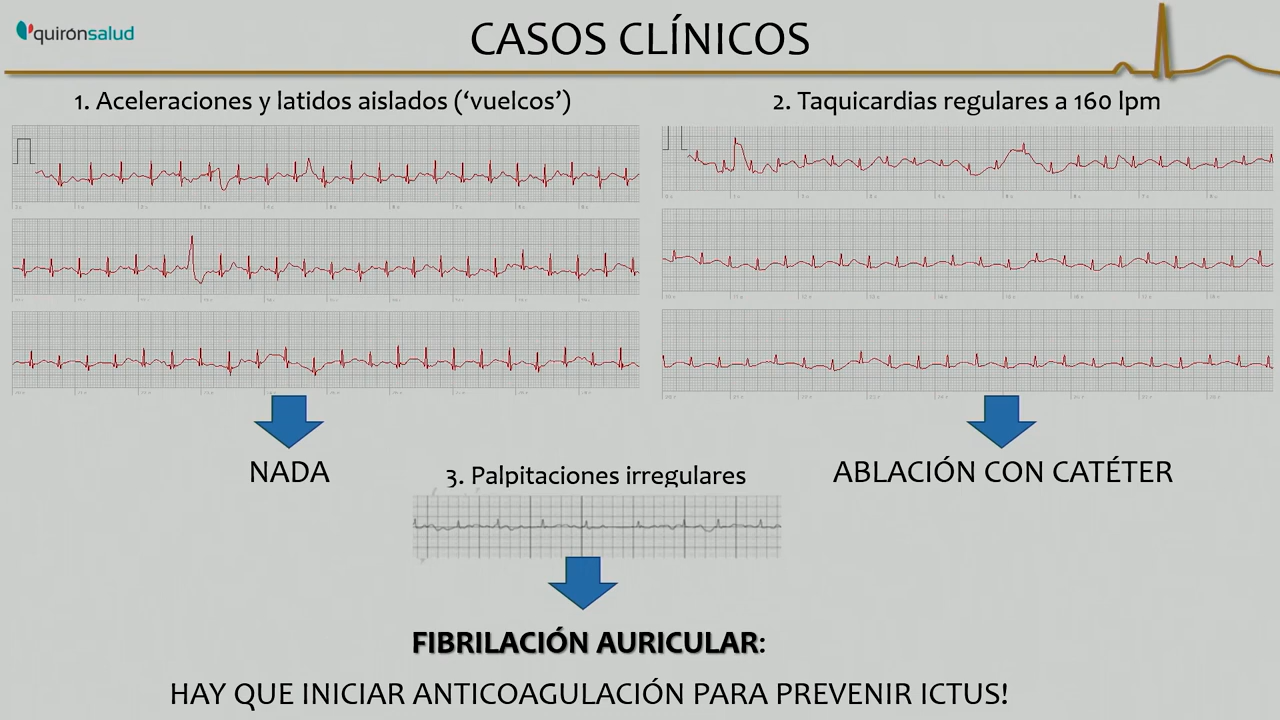 quirónsalud
CASOS CLÍNICOS
1. Aceleraciones y latidos aislados (‘vuelcos’)
2. Taquicardias regulares a 160 lpm
NADA
ABLACIÓN CON CATÉTER
3. Palpitaciones irregulares
FIBRILACIÓN AURICULAR:
HAY QUE INICIAR ANTICOAGULACIÓN PARA PREVENIR ICTUS!